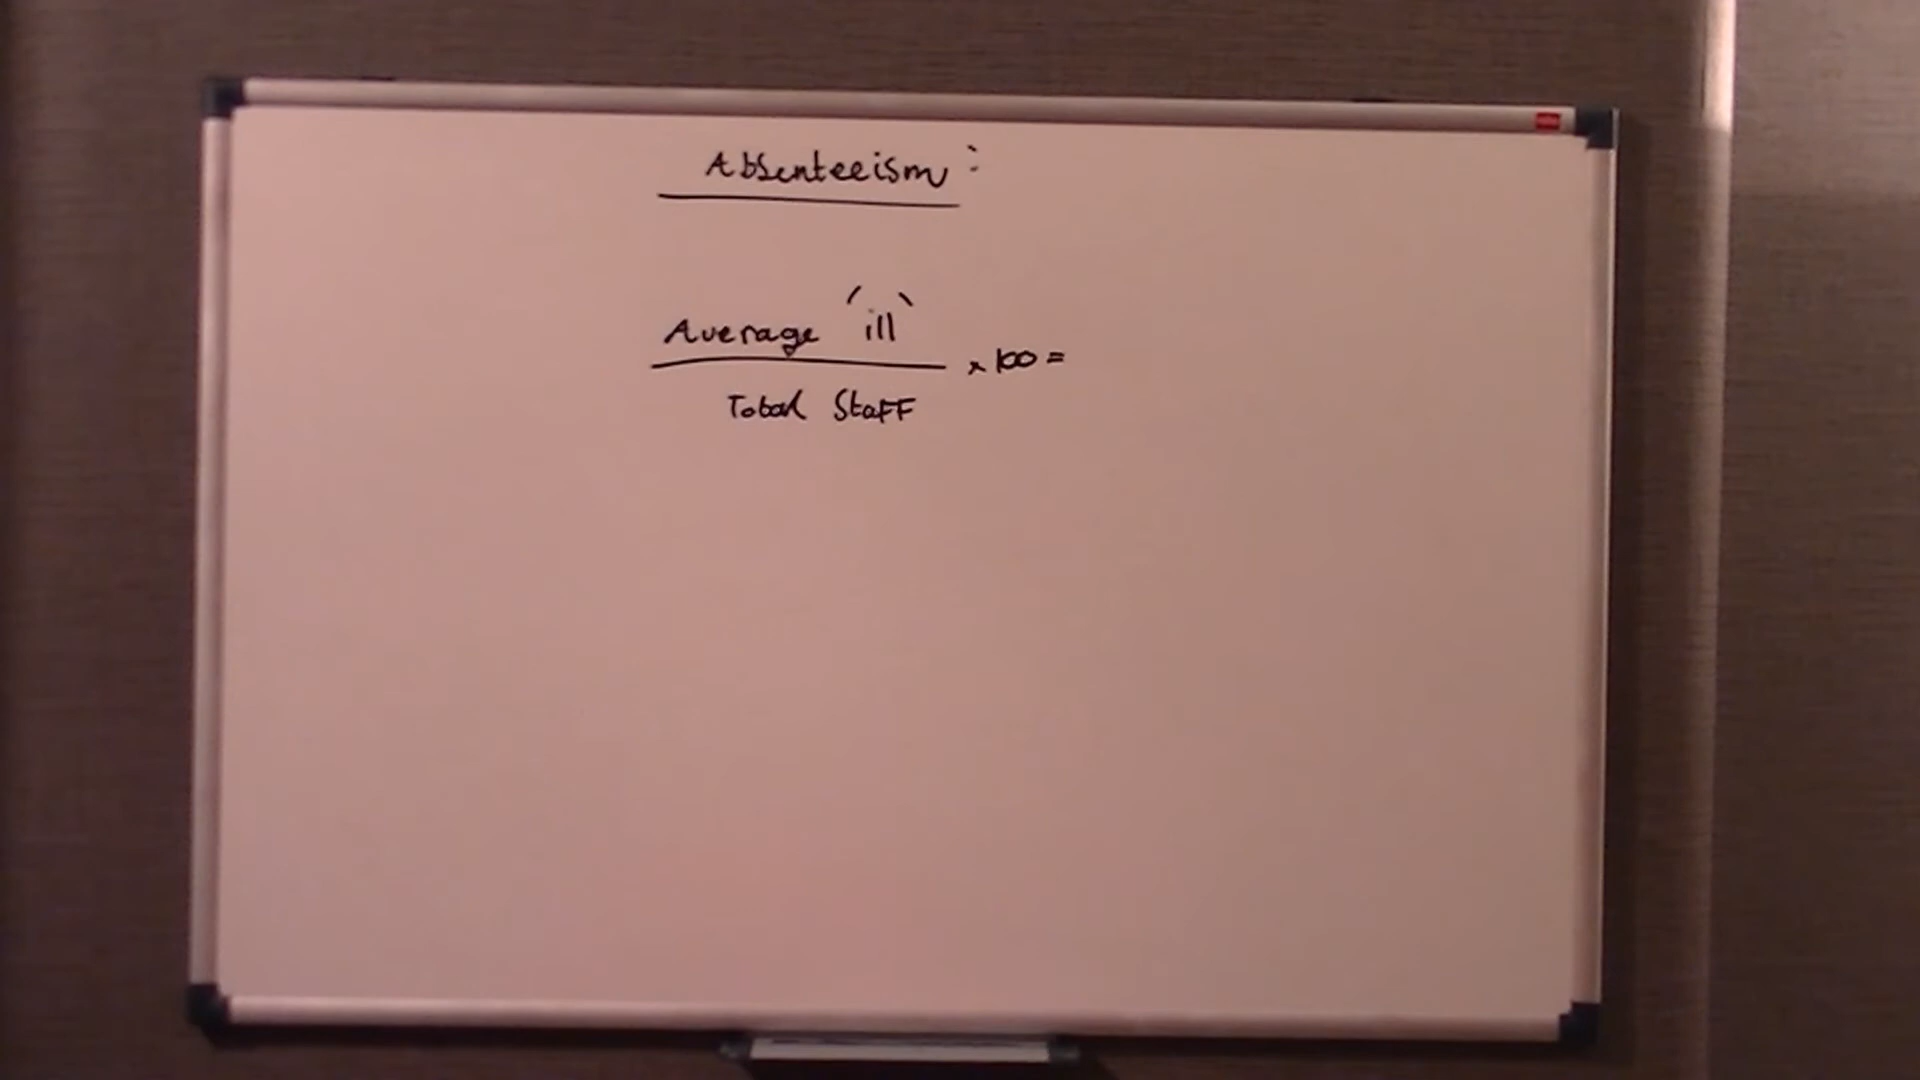 Absenteeism:
Average 'ill'
Total Staff
x 100 =